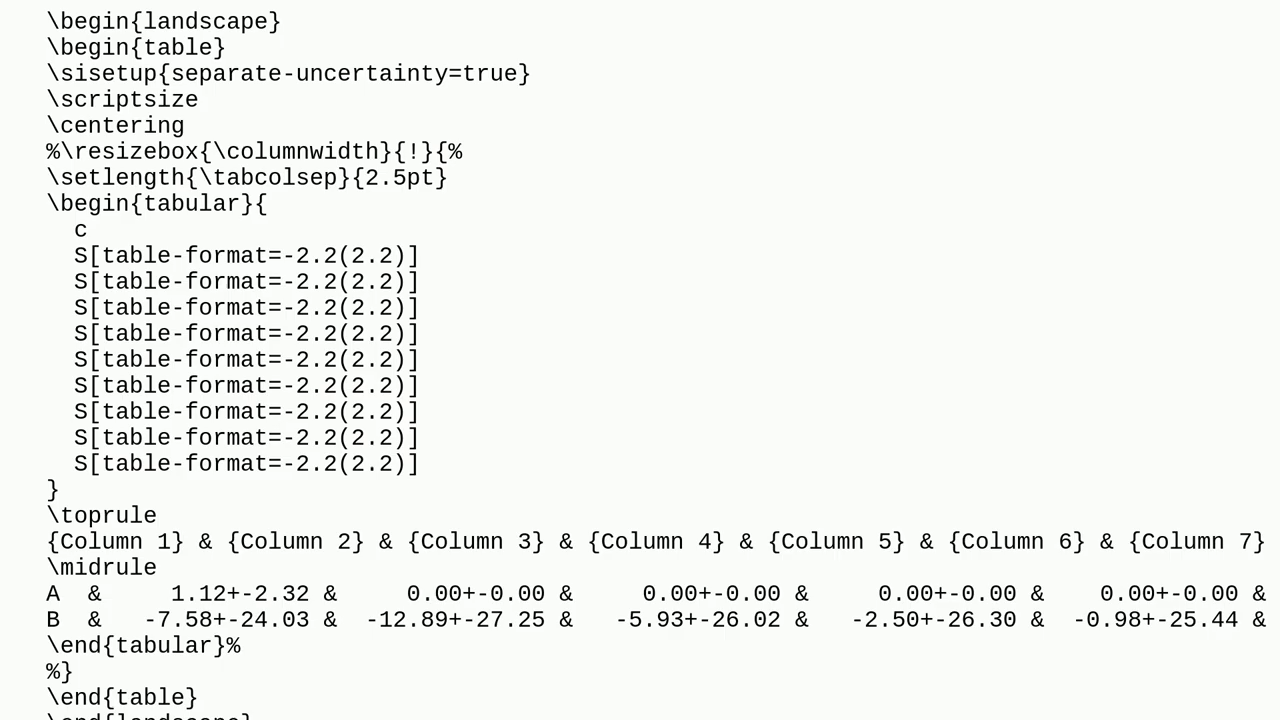 \begin{landscape}
\begin{table}
\sisetup{separate-uncertainty=true}
\scriptsize
\centering
%\resizebox{\columnwidth}{!}{%
\setlength{\tabcolsep}{2.5pt}
\begin{tabular}{
  c
  S[table-format=-2.2(2.2)]
  S[table-format=-2.2(2.2)]
  S[table-format=-2.2(2.2)]
  S[table-format=-2.2(2.2)]
  S[table-format=-2.2(2.2)]
  S[table-format=-2.2(2.2)]
  S[table-format=-2.2(2.2)]
  S[table-format=-2.2(2.2)]
  S[table-format=-2.2(2.2)]
}
\toprule
{Column 1} & {Column 2} & {Column 3} & {Column 4} & {Column 5} & {Column 6} & {Column 7}
\midrule
A  &     1.12+-2.32 &     0.00+-0.00 &     0.00+-0.00 &     0.00+-0.00 &    0.00+-0.00 &
B  &   -7.58+-24.03 &  -12.89+-27.25 &   -5.93+-26.02 &   -2.50+-26.30 &  -0.98+-25.44 &
\end{tabular}%
%}
\end{table}
\end{landscape}